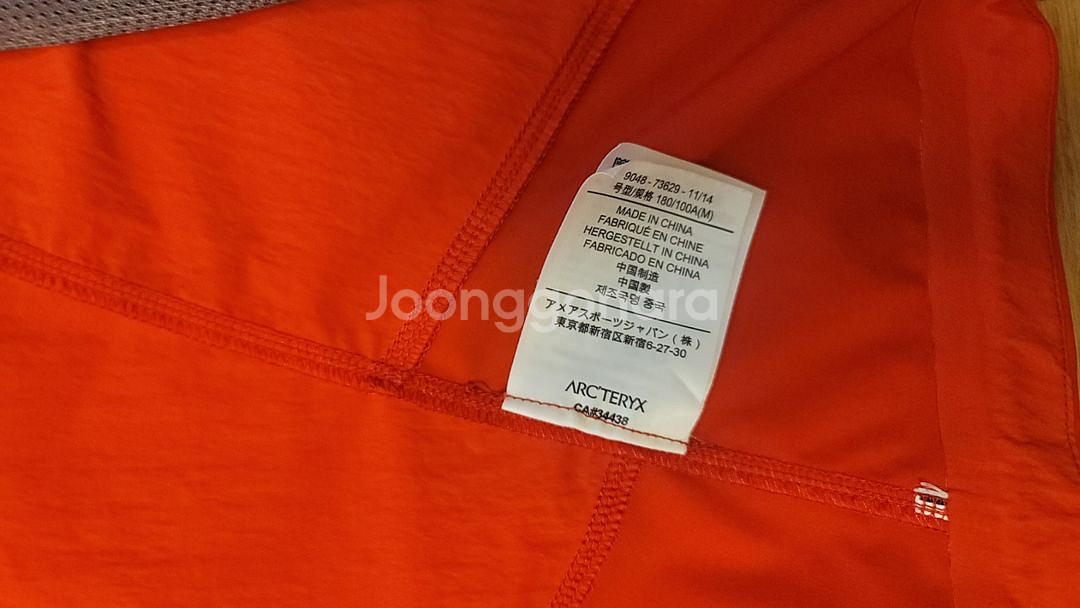 9048 - 73629 - 11/14
号型/规格 180/100A(M)
MADE IN CHINA
FABRIQUÉ EN CHINE
HERGESTELLT IN CHINA
FABRICADO EN CHINA
中国制造
中国製
제조국명 중국
アメアスポーツジャパン（株）
東京都新宿区新宿6-27-30
ARC'TERYX
CA#34438
Joonggonara